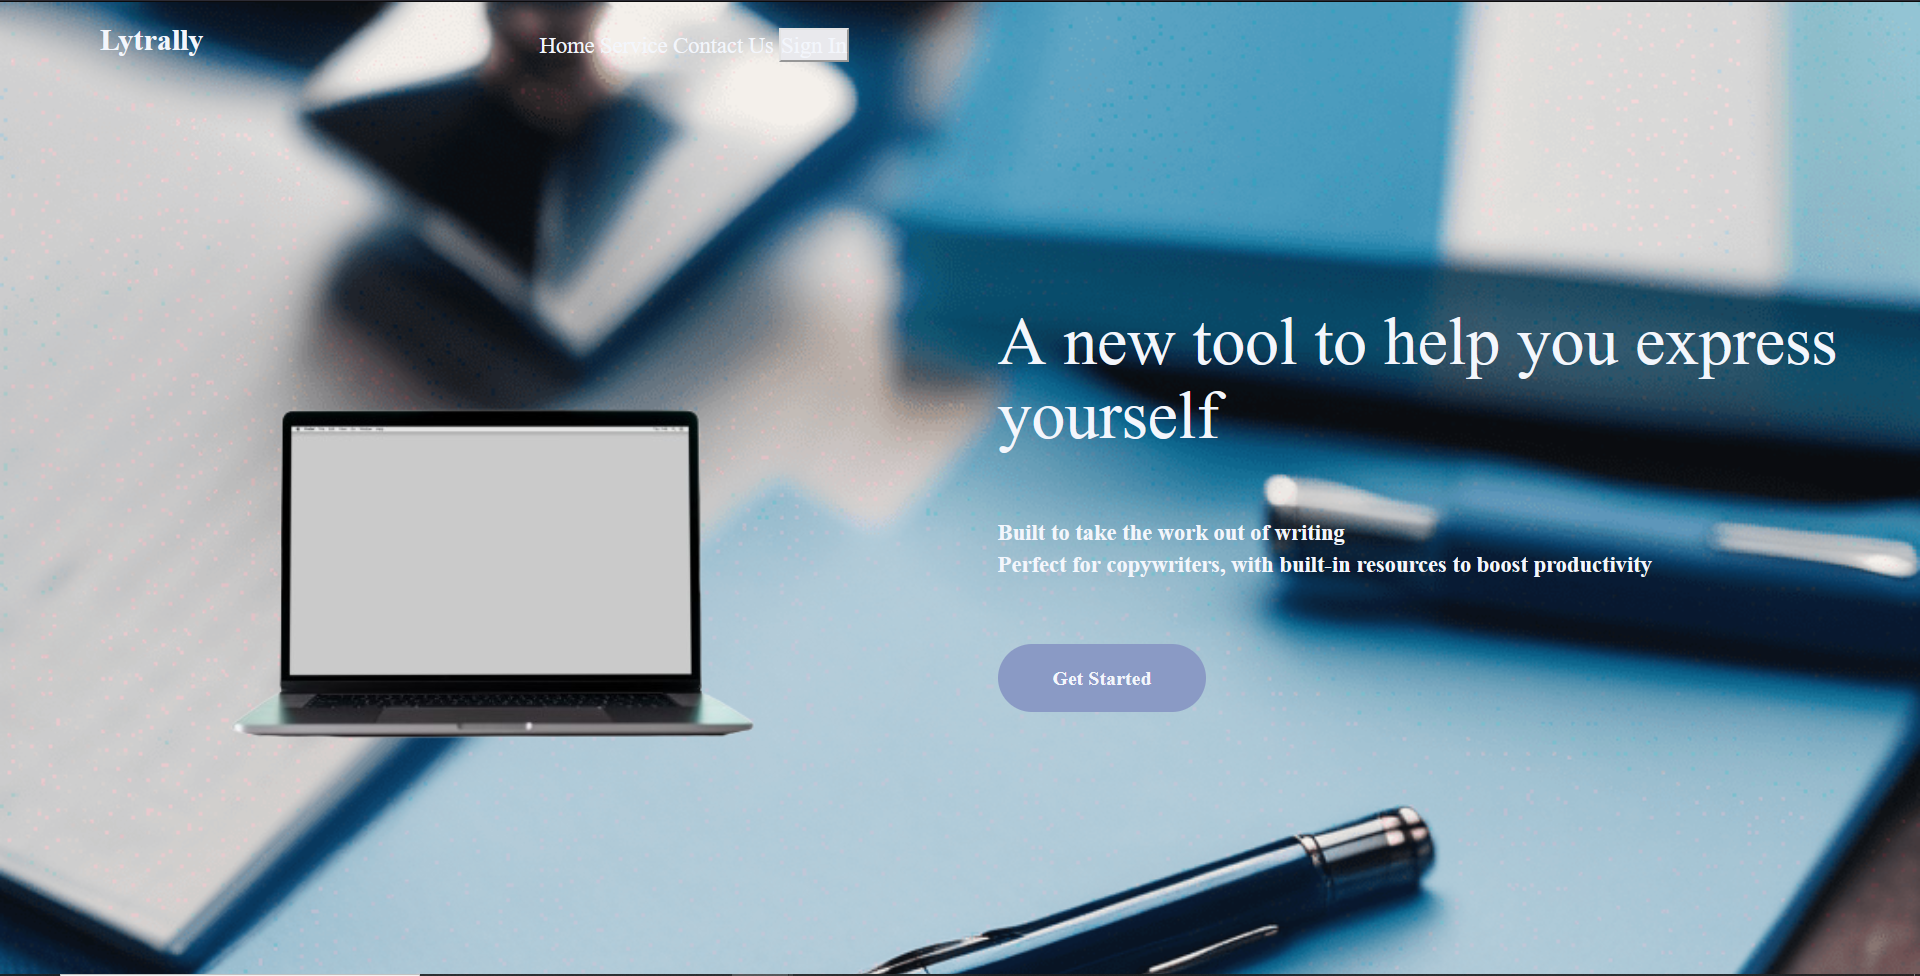 Lytrally
Home Service Contact Us Sign In
A new tool to help you express
yourself
Built to take the work out of writing
Perfect for copywriters, with built-in resources to boost productivity
Get Started